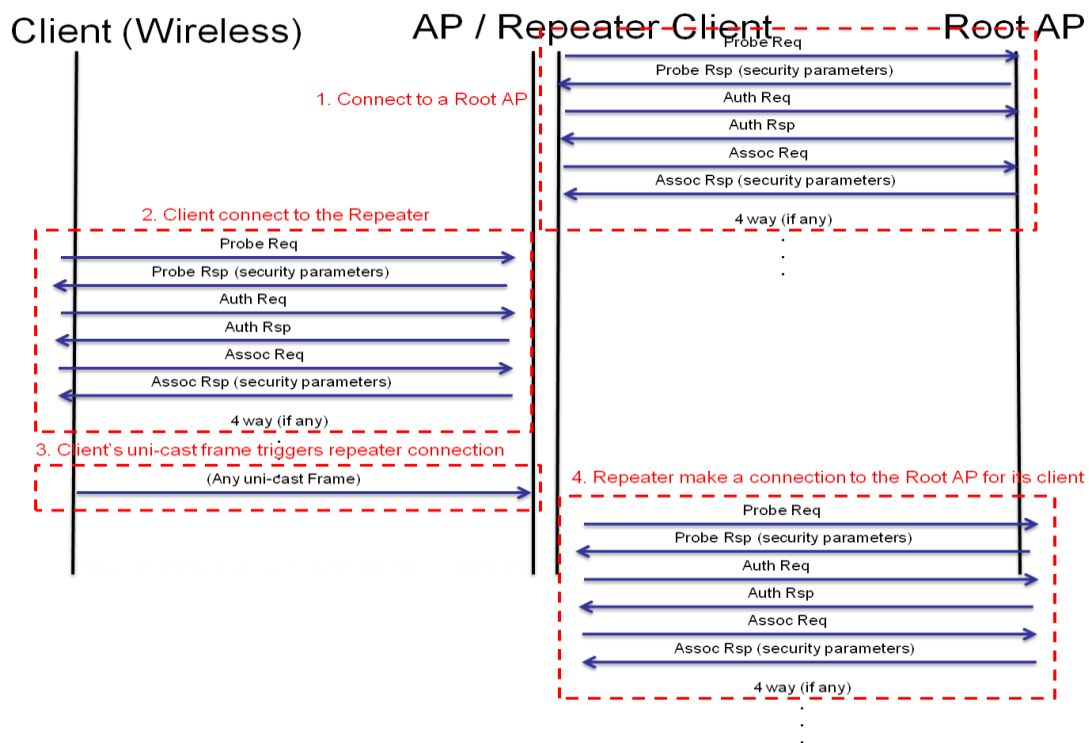 Client (Wireless)
AP / Repeater Client
Root AP
1. Connect to a Root AP
Probe Req
Probe Rsp (security parameters)
Auth Req
Auth Rsp
Assoc Req
Assoc Rsp (security parameters)
4 way (if any)
2. Client connect to the Repeater
Probe Req
Probe Rsp (security parameters)
Auth Req
Auth Rsp
Assoc Req
Assoc Rsp (security parameters)
4 way (if any)
3. Client's uni-cast frame triggers repeater connection
(Any uni-cast Frame)
4. Repeater make a connection to the Root AP for its client
Probe Req
Probe Rsp (security parameters)
Auth Req
Auth Rsp
Assoc Req
Assoc Rsp (security parameters)
4 way (if any)